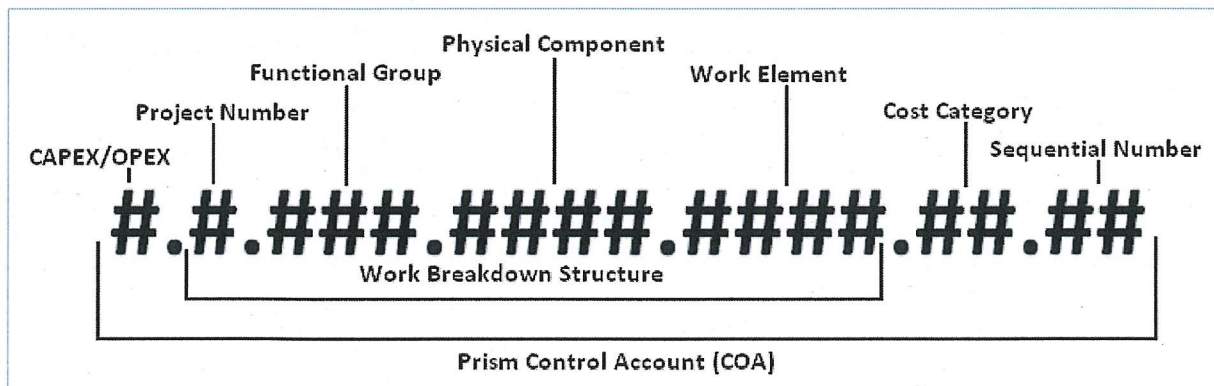 Physical Component
Functional Group
Work Element
Project Number
Cost Category
CAPEX/OPEX
Sequential Number
#.#.###.####.####.##.##
Work Breakdown Structure
Prism Control Account (COA)